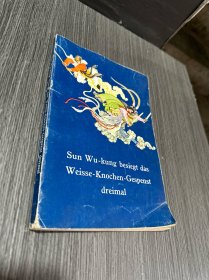 Sun Wu-kung besiegt das
Weisse-Knochen-Gespenst
dreimal